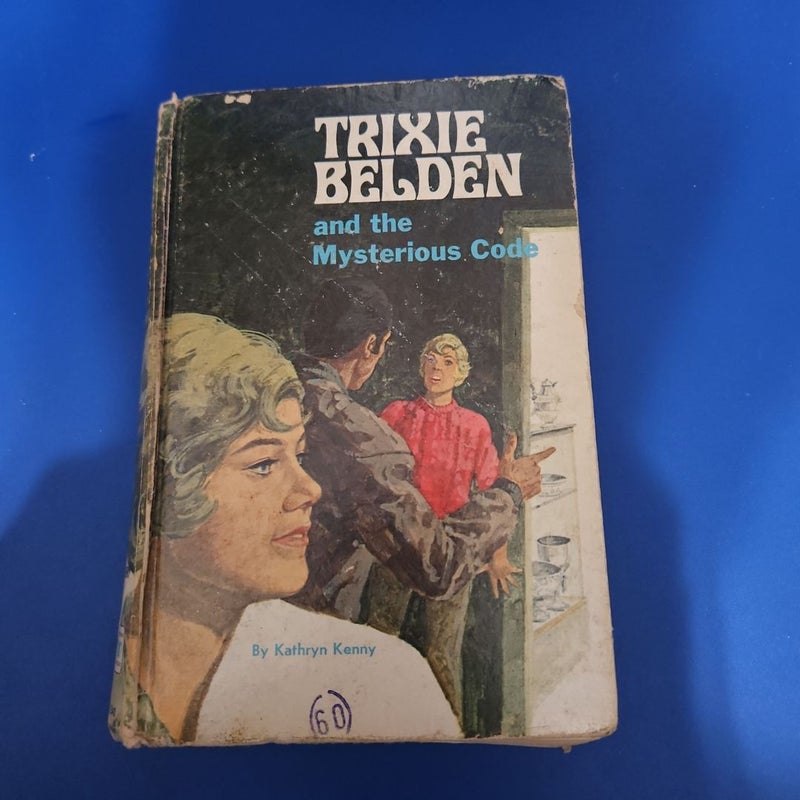 TRIXIE
BELDEN
and the
Mysterious Code
By Kathryn Kenny
(60)